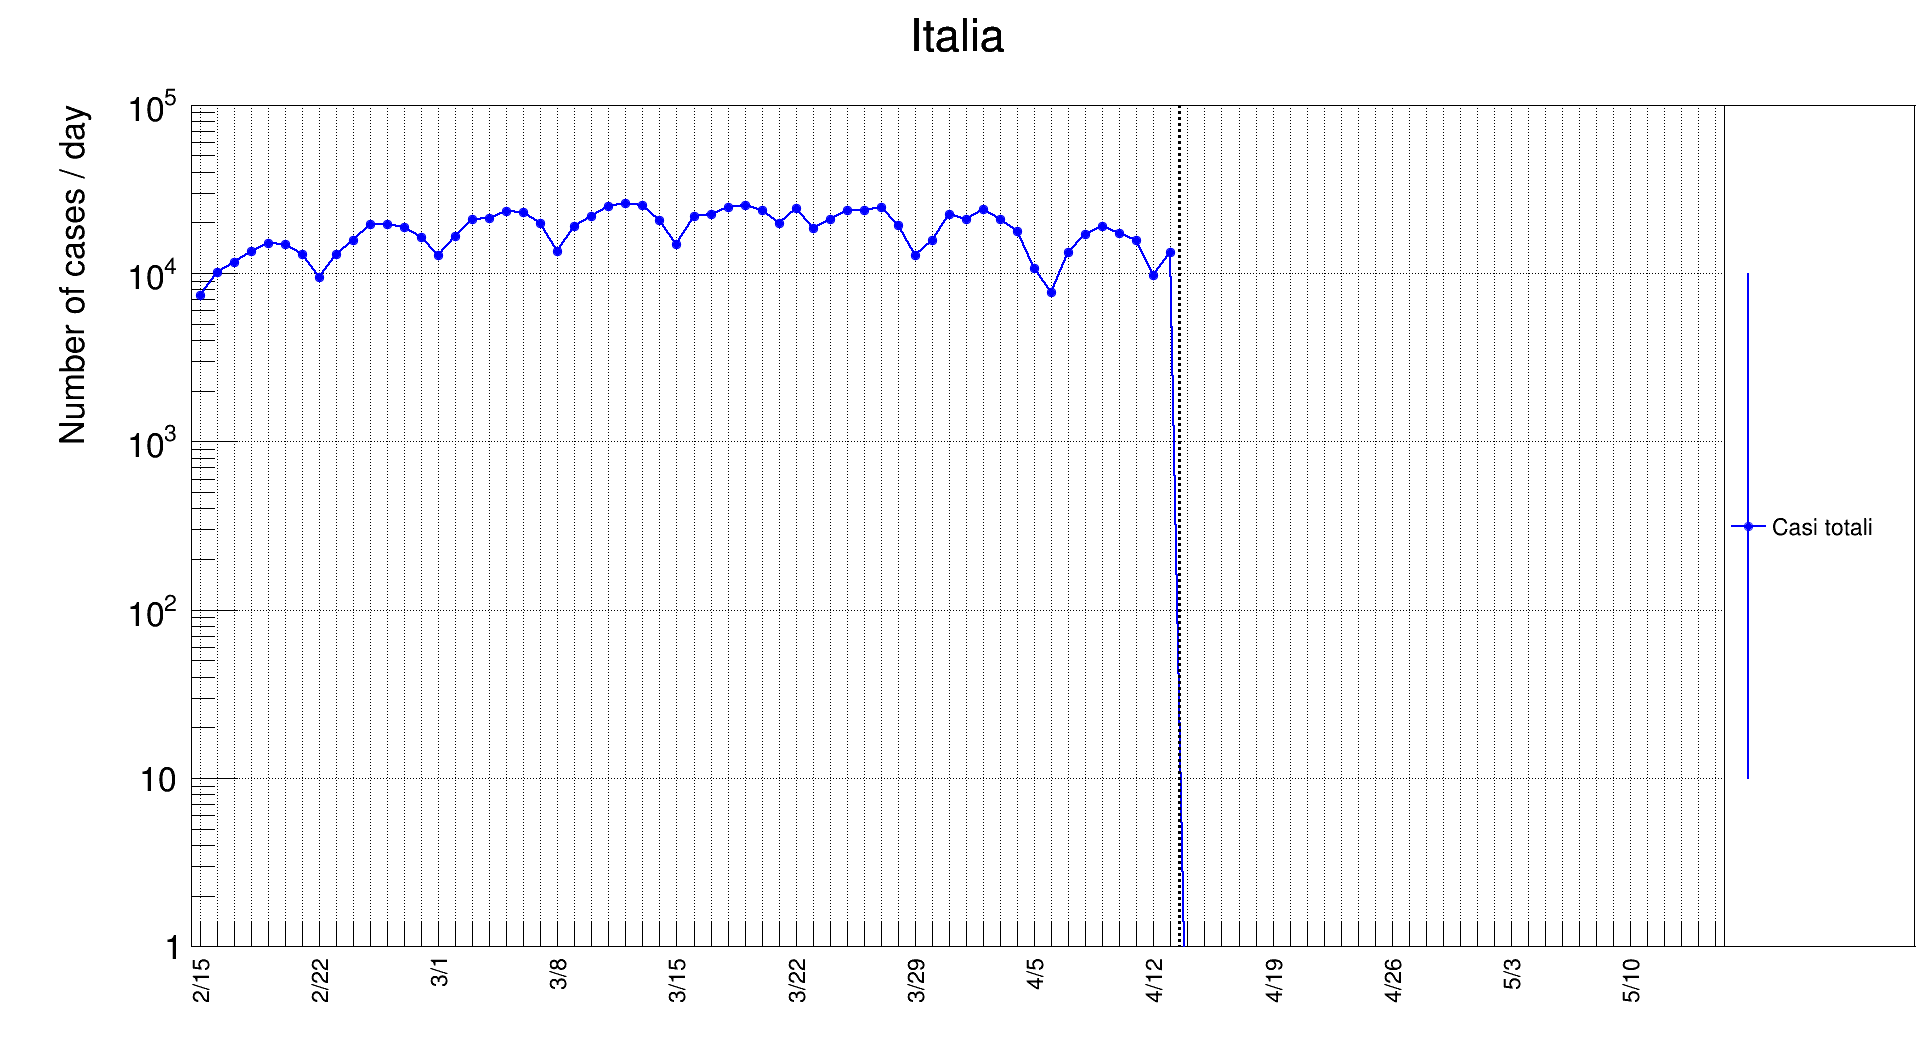 Italia
Number of cases / day
10^5
10^4
10^3
10^2
10
1
2/15 2/22 3/1 3/8 3/15 3/22 3/29 4/5 4/12 4/19 4/26 5/3 5/10
Casi totali